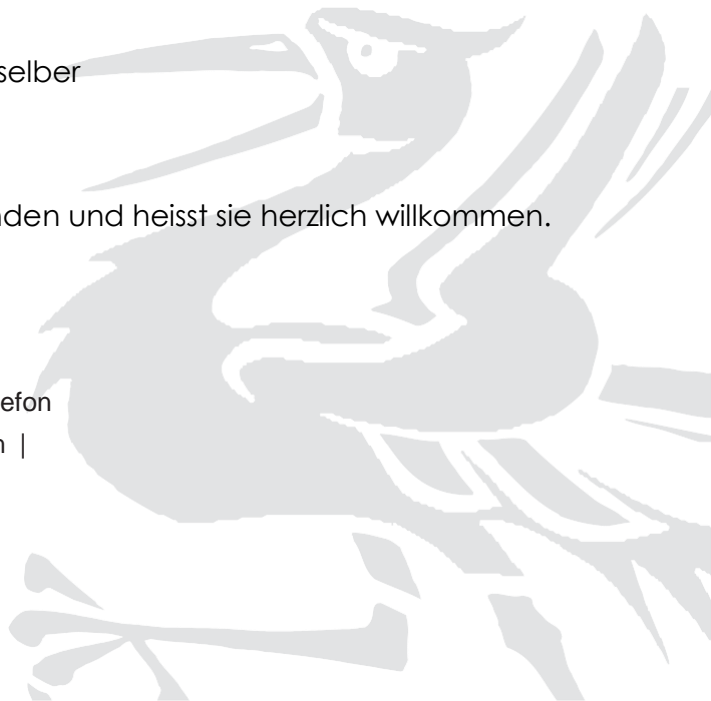 selber
nden und heisst sie herzlich willkommen.
efon
n |